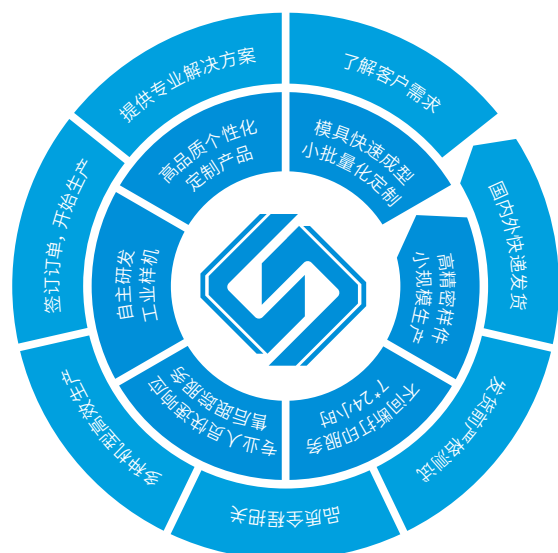 了解客户需求
提供专业解决方案
签订订单，开始生产
多种机型高效生产
品质全程把关
发货前严格测试
国内外快递发货
模具快速成型
小批量化定制
高品质个性化
定制产品
自主研发
工业样机
专业人员快速响应
售后跟踪服务
不间断打印服务
7*24小时
高精密样件
小规模生产